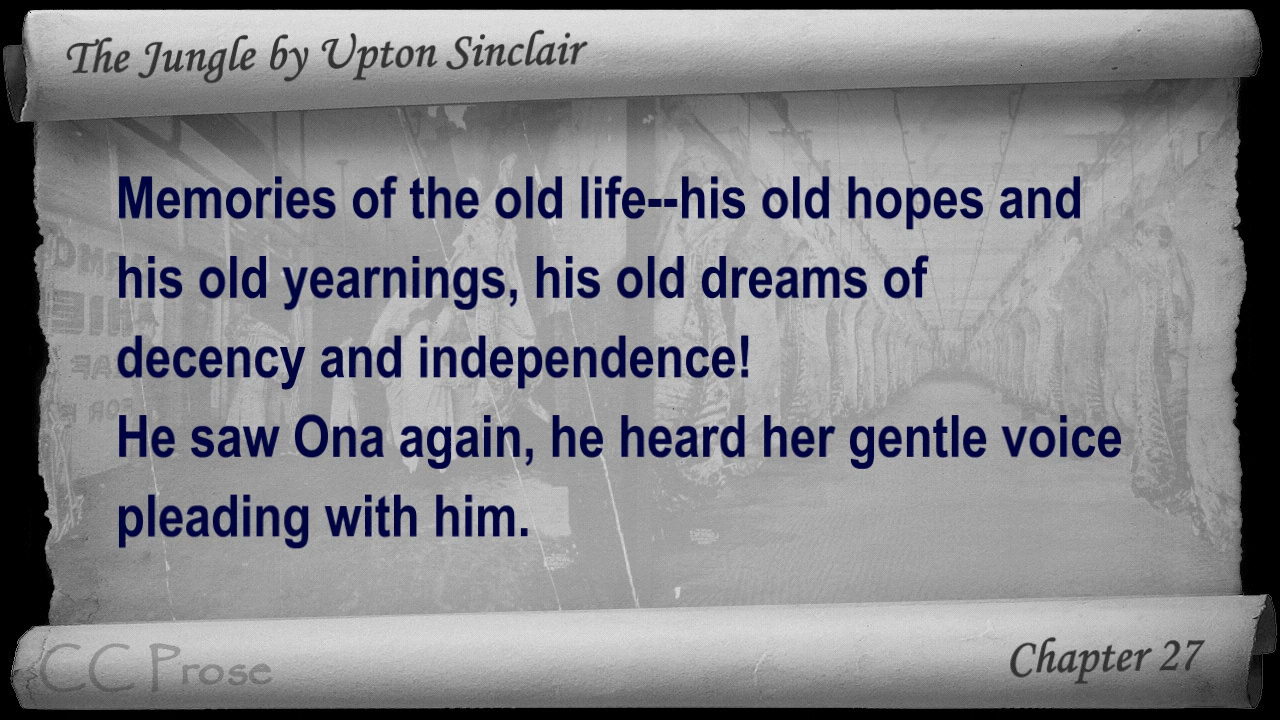 The Jungle by Upton Sinclair
Memories of the old life--his old hopes and
his old yearnings, his old dreams of
decency and independence!
He saw Ona again, he heard her gentle voice
pleading with him.
CC Prose
Chapter 27